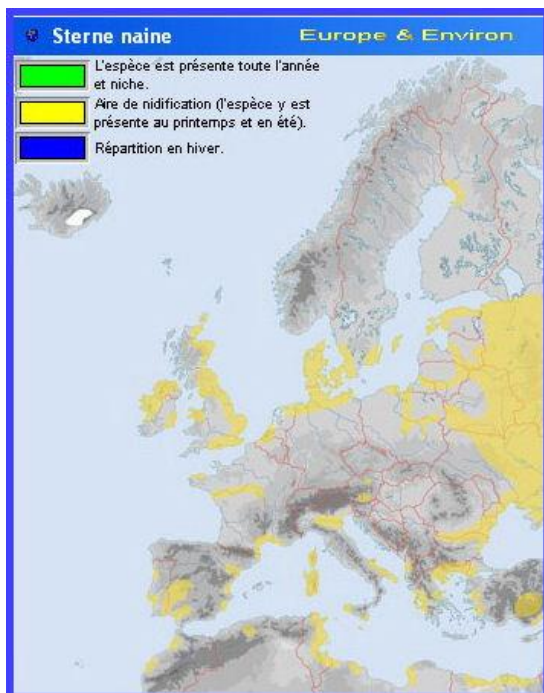 Sterne naine
Europe & Environ
L'espèce est présente toute l'année
et niche.
Aire de nidification (l'espèce y est
présente au printemps et en été).
Répartition en hiver.